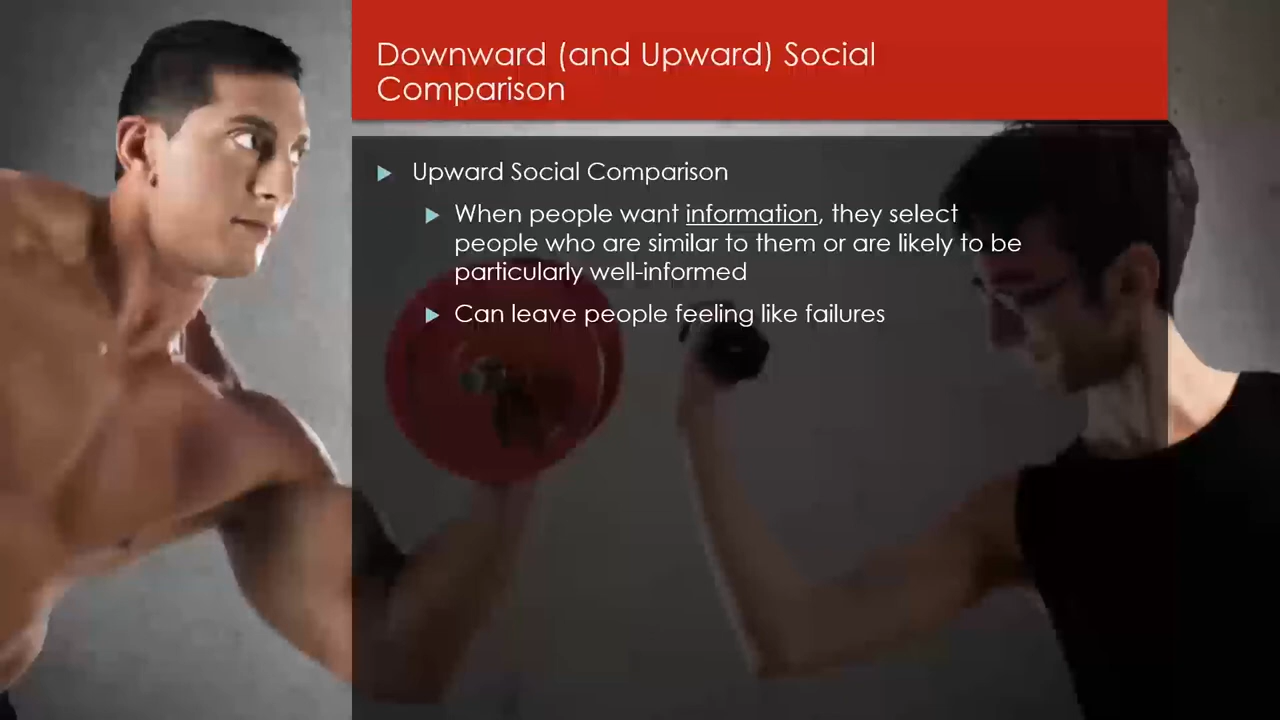 Downward (and Upward) Social
Comparison
Upward Social Comparison
When people want information, they select
people who are similar to them or are likely to be
particularly well-informed
Can leave people feeling like failures